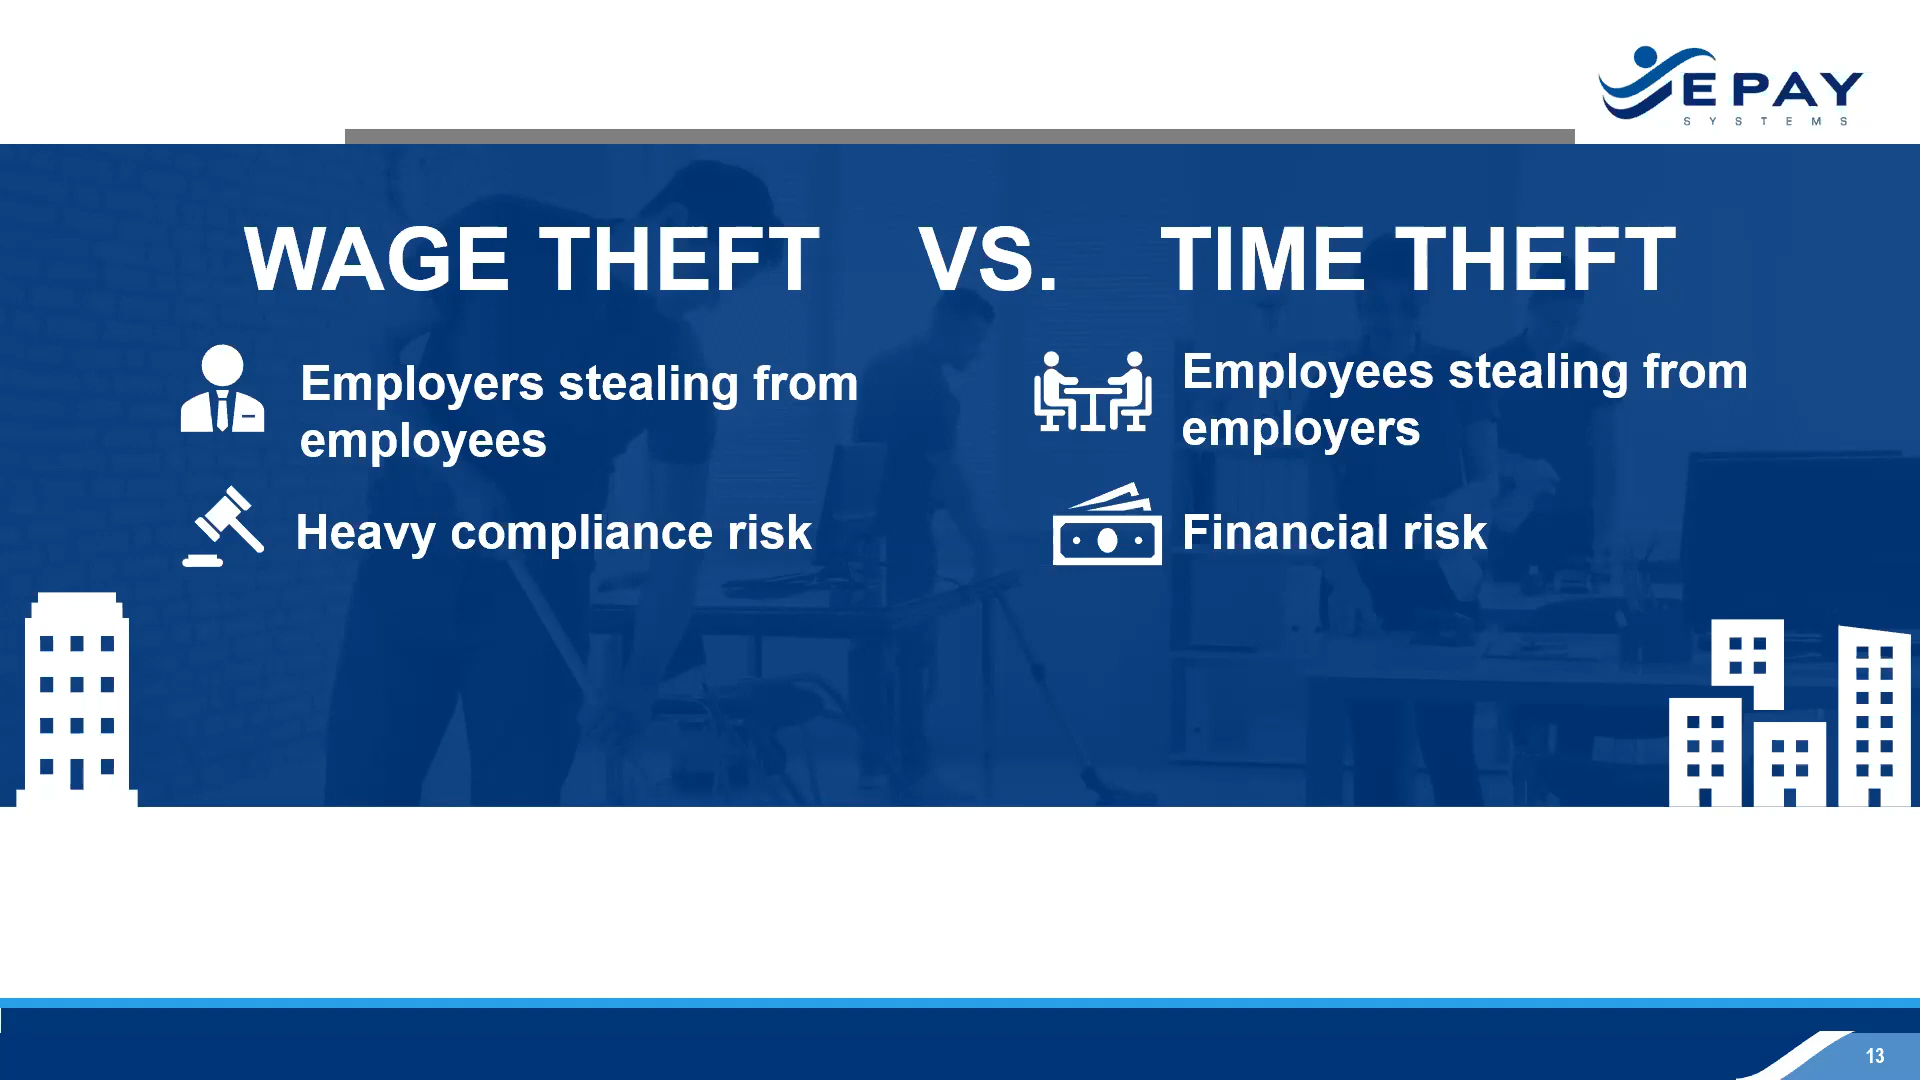 EPAY
SYSTEMS
WAGE THEFT VS. TIME THEFT
Employers stealing from
employees
Heavy compliance risk
Employees stealing from
employers
Financial risk
13